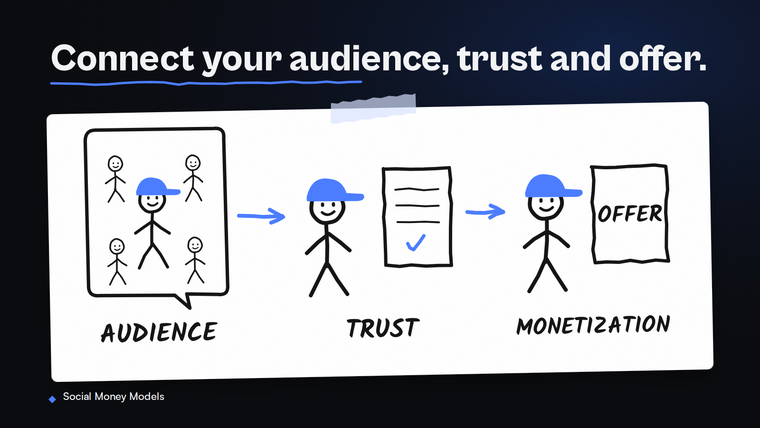 Connect your audience, trust and offer.
OFFER
AUDIENCE
TRUST
MONETIZATION
Social Money Models